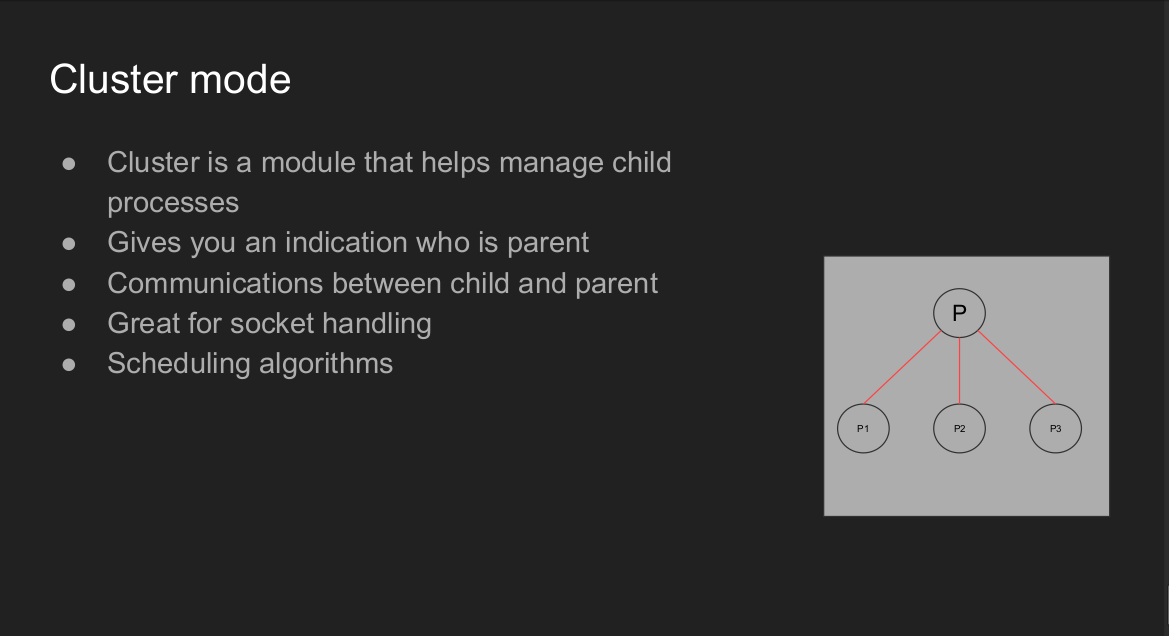 Cluster mode
● Cluster is a module that helps manage child
processes
● Gives you an indication who is parent
● Communications between child and parent
● Great for socket handling
● Scheduling algorithms
P
P1 P2 P3